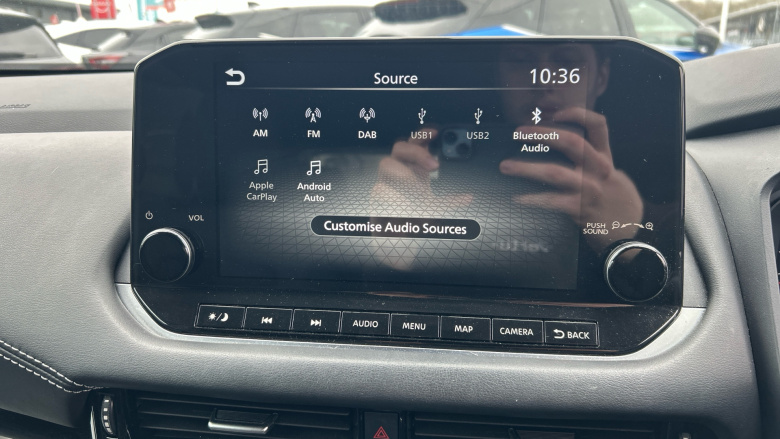 Source
10:36
AM
FM
DAB
USB1
USB2
Bluetooth
Audio
Apple
CarPlay
Android
Auto
Customise Audio Sources
VOL
PUSH
SOUND
AUDIO
MENU
MAP
CAMERA
BACK